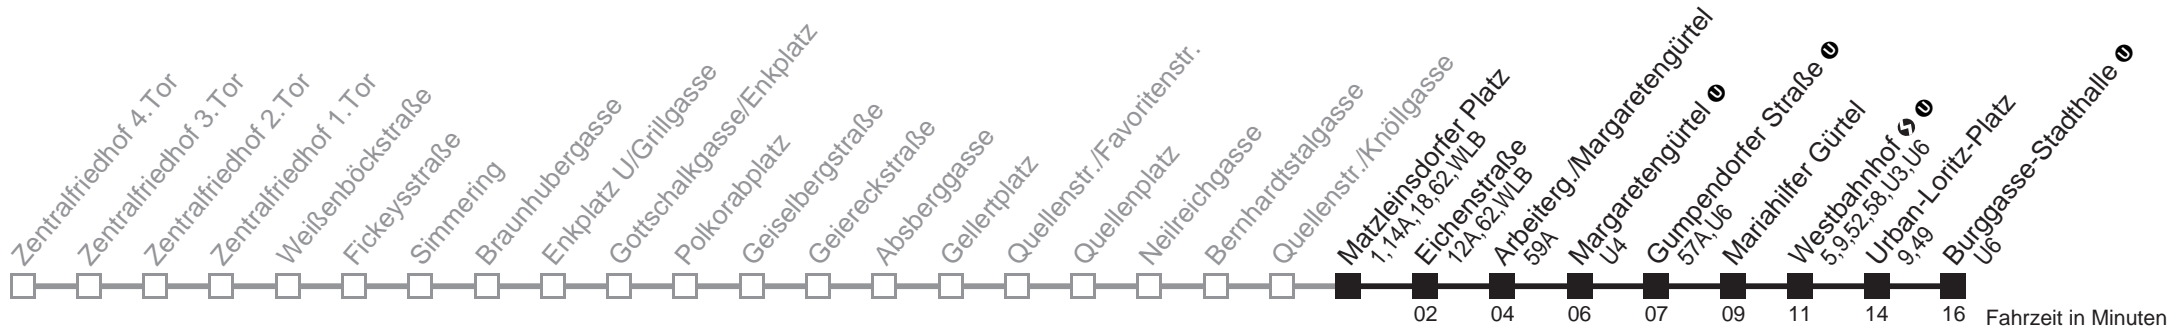 Zentralfriedhof 4.Tor
Zentralfriedhof 3.Tor
Zentralfriedhof 2.Tor
Zentralfriedhof 1.Tor
Weißenböckstraße
Fickeysstraße
Simmering
Braunhubergasse
Enkplatz U/Grillgasse
Gottschalkgasse/Enkplatz
Polkorabplatz
Geiselbergstraße
Geiereckstraße
Absberggasse
Gellertplatz
Quellenstr./Favoritenstr.
Quellenplatz
Neilreichgasse
Bernhardtstalgasse
Quellenstr./Knöllgasse
Matzleinsdorfer Platz
1,14A,18,62,WLB
Eichenstraße
12A,62,WLB
Arbeiterg./Margaretengürtel
59A
Margaretengürtel U
U4
Gumpendorfer Straße U
57A,U6
Mariahilfer Gürtel
Westbahnhof S U
5,9,52,58,U3,U6
Urban-Loritz-Platz
9,49
Burggasse-Stadthalle U
U6
02 04 06 07 09 11 14 16 Fahrzeit in Minuten